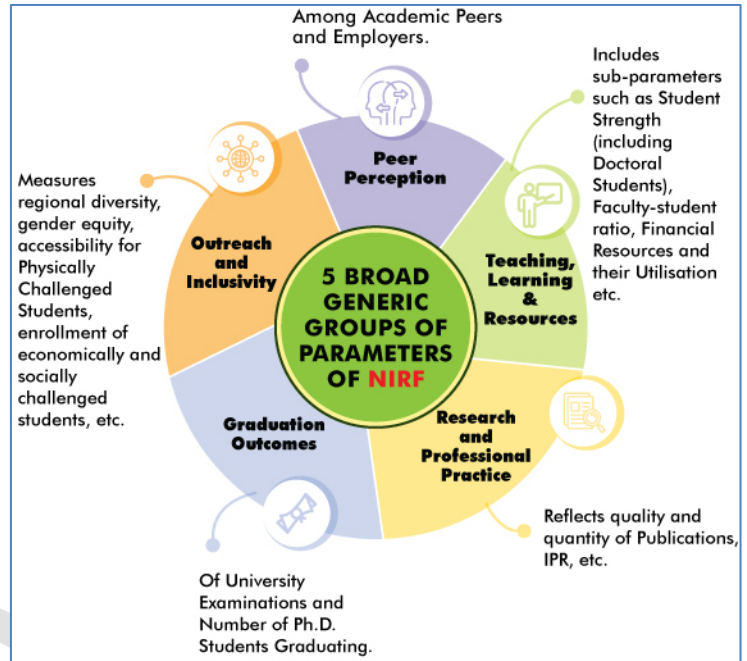 Among Academic Peers
and Employers.
Peer
Perception
Includes
sub-parameters
such as Student
Strength
(including
Doctoral
Students),
Faculty-student
ratio, Financial
Resources and
their Utilisation
etc.
Teaching,
Learning
&
Resources
Research
and
Professional
Practice
Reflects quality and
quantity of Publications,
IPR, etc.
Graduation
Outcomes
Of University
Examinations and
Number of Ph.D.
Students Graduating.
Outreach
and
Inclusivity
Measures
regional diversity,
gender equity,
accessibility for
Physically
Challenged
Students,
enrollment of
economically and
socially
challenged
students, etc.
5 BROAD
GENERIC
GROUPS OF
PARAMETERS
OF NIRF